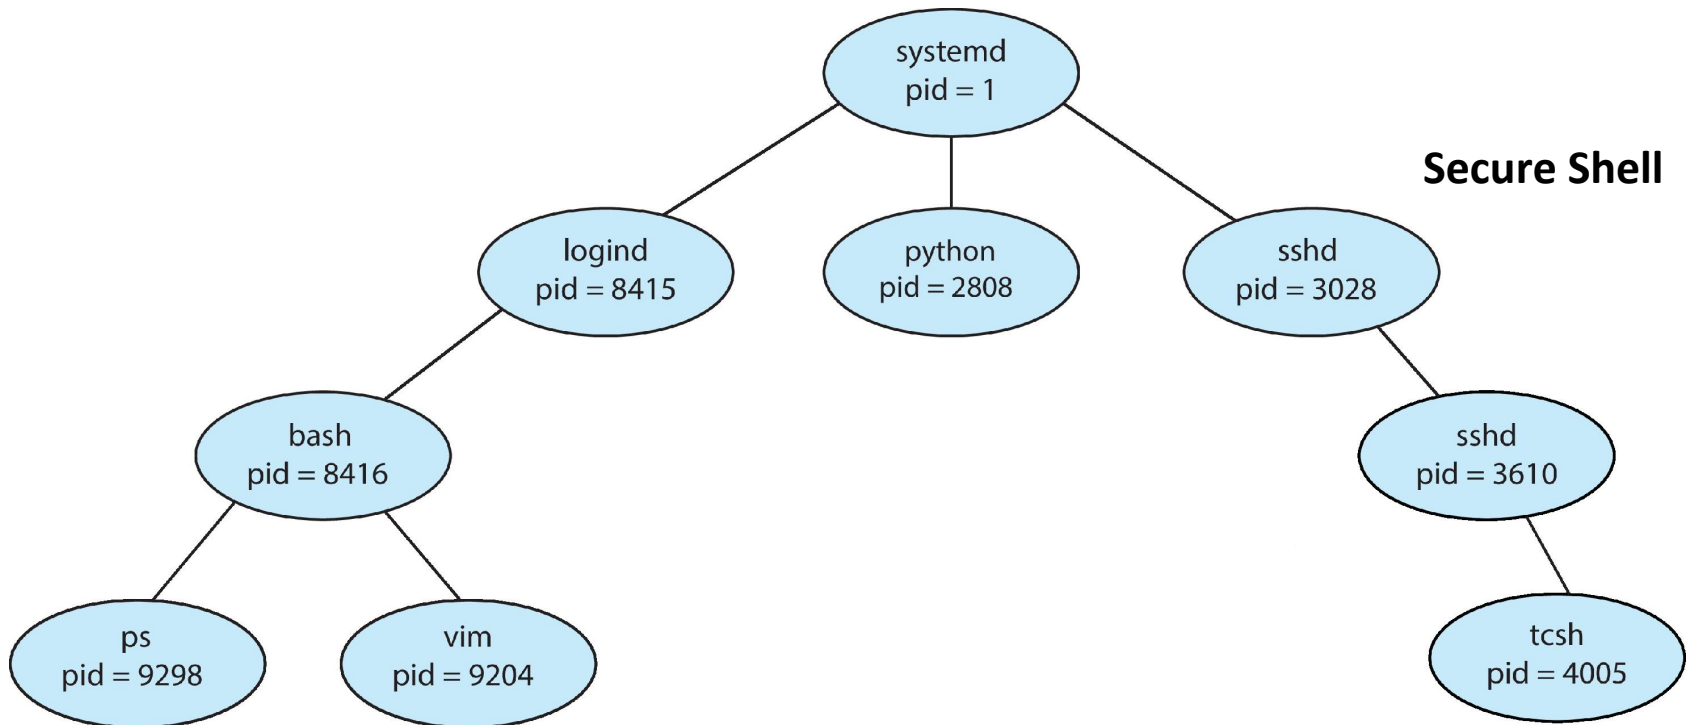 systemd
pid = 1
Secure Shell
logind
pid = 8415
python
pid = 2808
sshd
pid = 3028
bash
pid = 8416
sshd
pid = 3610
ps
pid = 9298
vim
pid = 9204
tcsh
pid = 4005